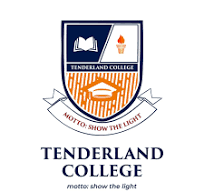 TENDERLAND COLLEGE
MOTTO: SHOW THE LIGHT
TENDERLAND
COLLEGE
motto: show the light